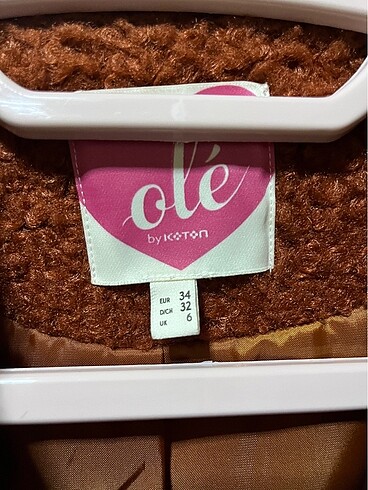 olé
by KOTON
EUR 34
D/CH 32
UK 6